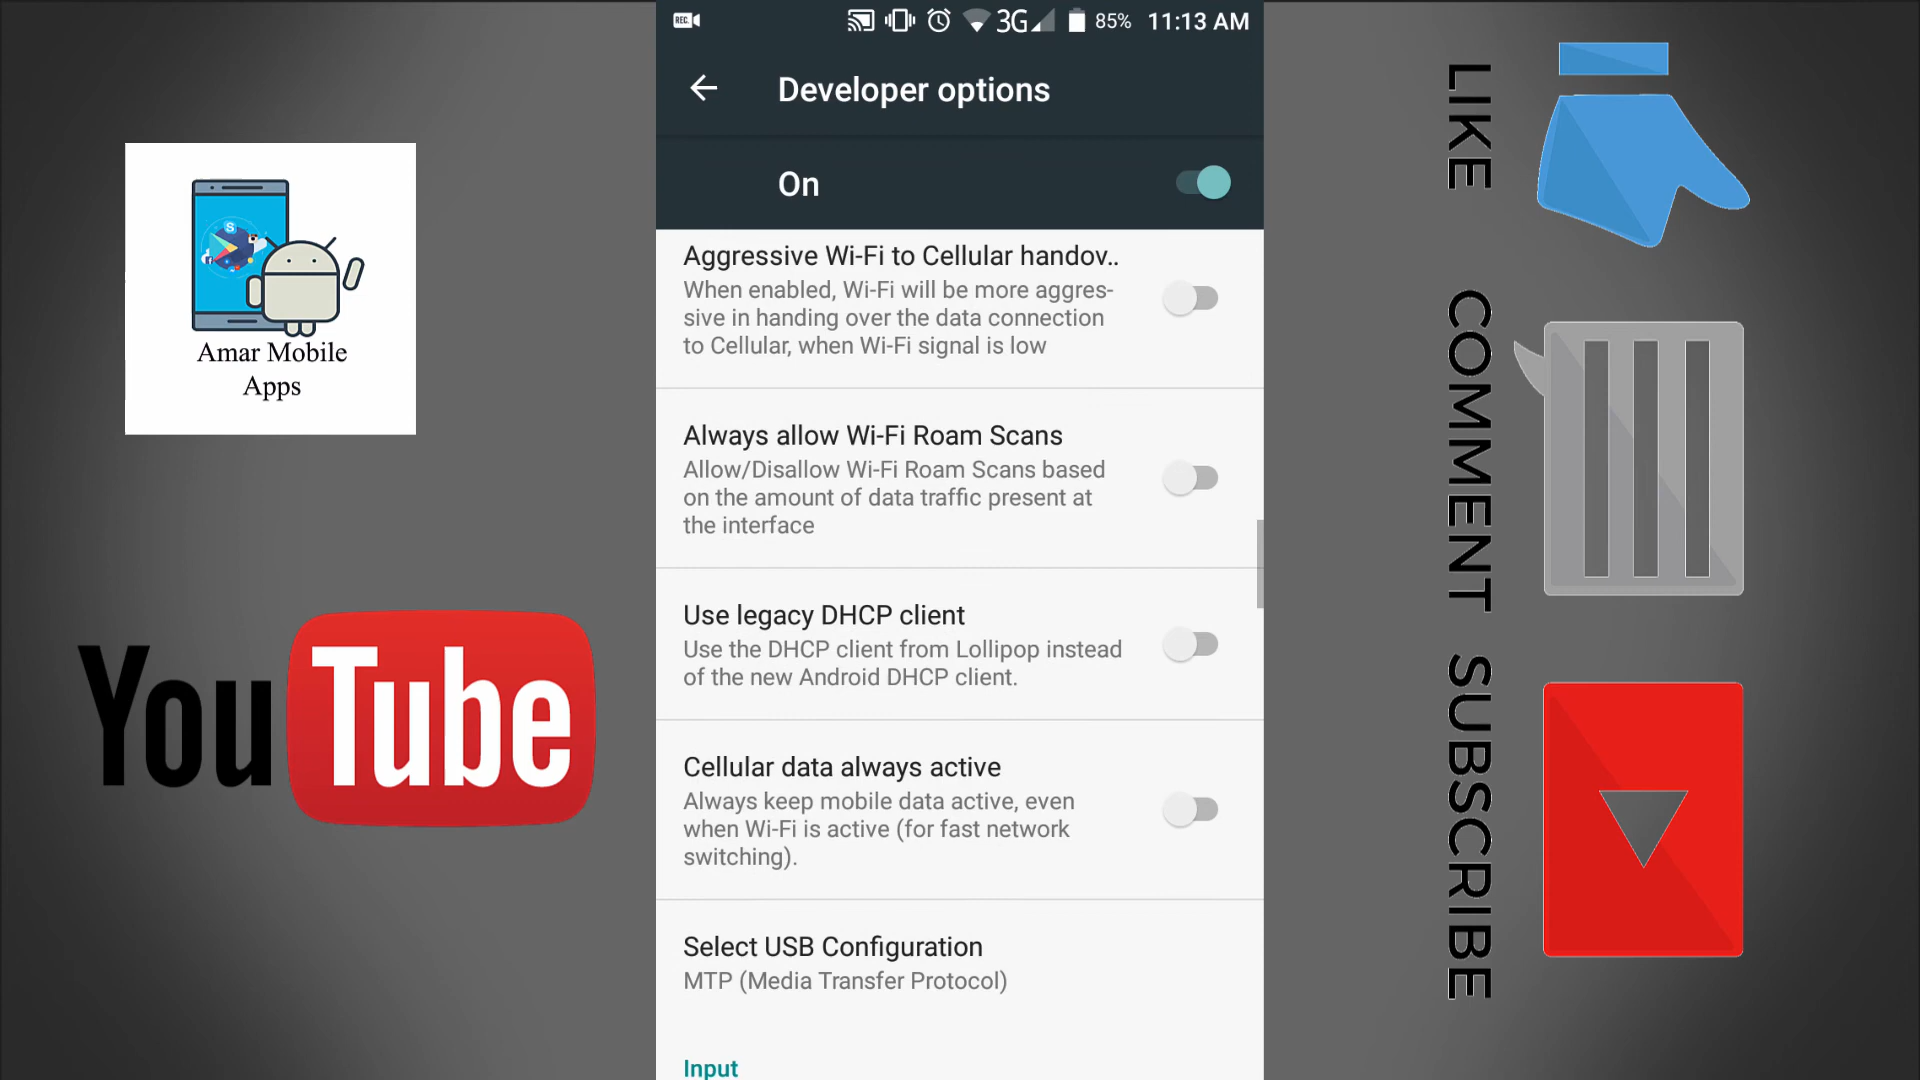 REC
3G
85%
11:13 AM
Developer options
On
Aggressive Wi-Fi to Cellular handov..
When enabled, Wi-Fi will be more aggres-
sive in handing over the data connection
to Cellular, when Wi-Fi signal is low
Always allow Wi-Fi Roam Scans
Allow/Disallow Wi-Fi Roam Scans based
on the amount of data traffic present at
the interface
Use legacy DHCP client
Use the DHCP client from Lollipop instead
of the new Android DHCP client.
Cellular data always active
Always keep mobile data active, even
when Wi-Fi is active (for fast network
switching).
Select USB Configuration
MTP (Media Transfer Protocol)
Input
Amar Mobile
Apps
YouTube
LIKE
COMMENT
SUBSCRIBE